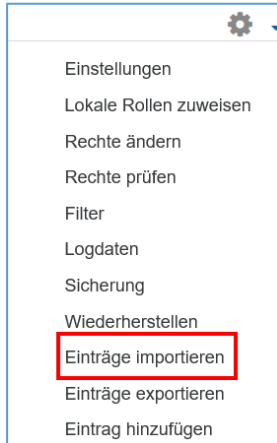 Einstellungen
Lokale Rollen zuweisen
Rechte ändern
Rechte prüfen
Filter
Logdaten
Sicherung
Wiederherstellen
Einträge importieren
Einträge exportieren
Eintrag hinzufügen